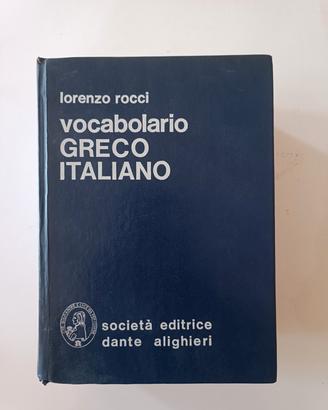 lorenzo rocci
vocabolario
GRECO
ITALIANO
società editrice
dante alighieri